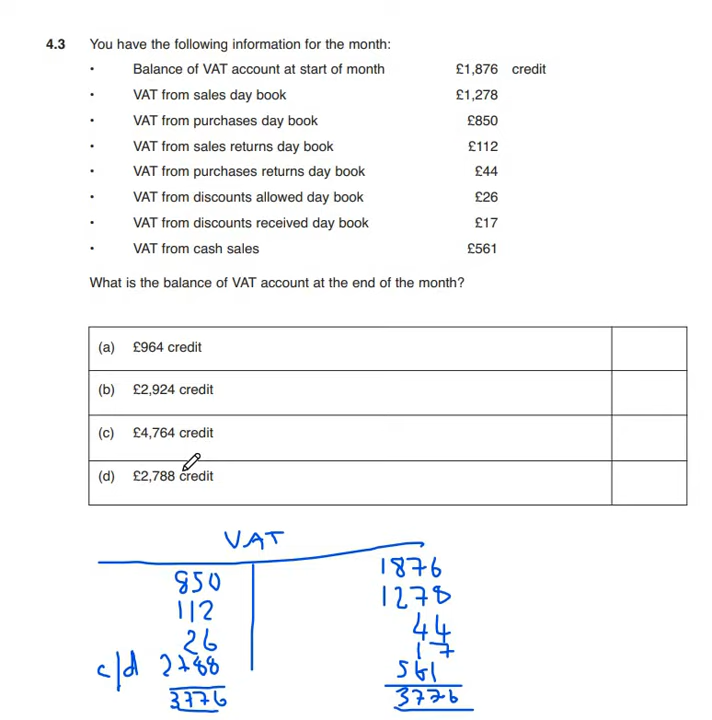 4.3 You have the following information for the month:
• Balance of VAT account at start of month £1,876 credit
• VAT from sales day book £1,278
• VAT from purchases day book £850
• VAT from sales returns day book £112
• VAT from purchases returns day book £44
• VAT from discounts allowed day book £26
• VAT from discounts received day book £17
• VAT from cash sales £561
What is the balance of VAT account at the end of the month?
(a) £964 credit
(b) £2,924 credit
(c) £4,764 credit
(d) £2,788 credit
VAT
850 1876
112 1278
26 44
c/d 2788 17
561
3776 3776